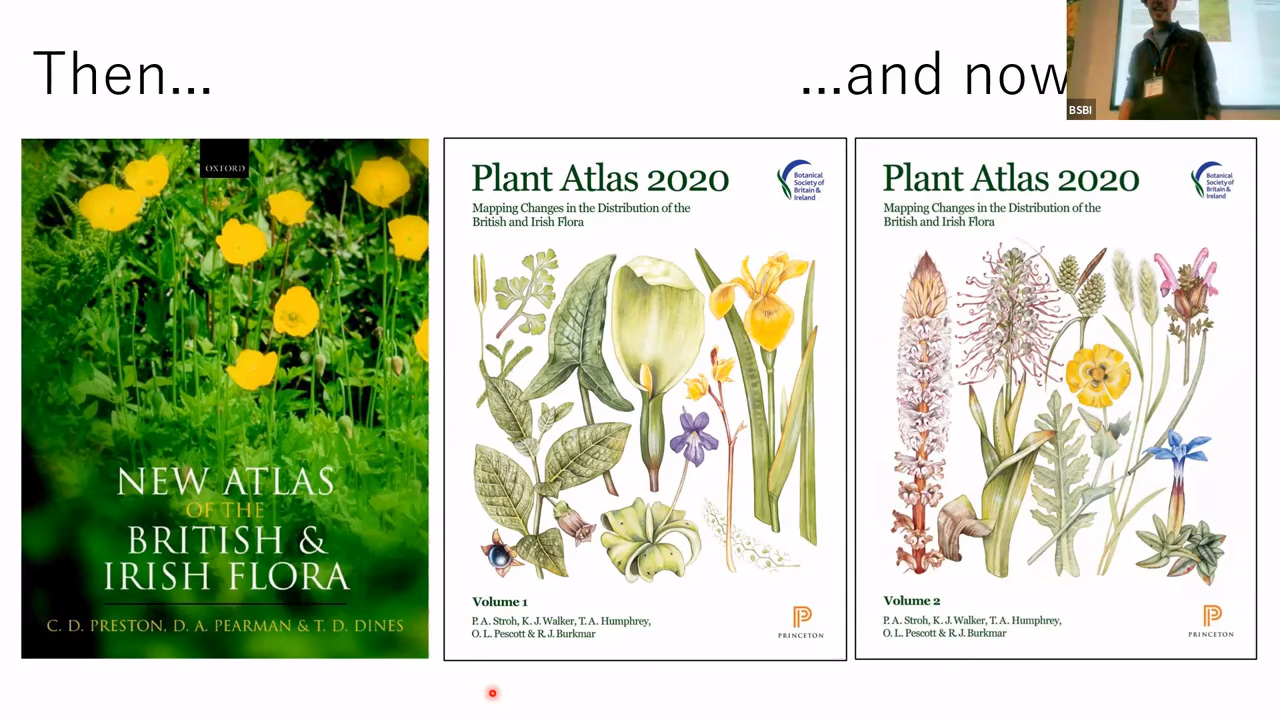 Then...
...and now
BSBI
OXFORD
NEW ATLAS
OF THE
BRITISH &
IRISH FLORA
C. D. PRESTON, D. A. PEARMAN & T. D. DINES
Plant Atlas 2020
Mapping Changes in the Distribution of the
British and Irish Flora
Botanical
Society of
Britain &
Ireland
Volume 1
P. A. Stroh, K. J. Walker, T. A. Humphrey,
O. L. Pescott & R. J. Burkmar
PRINCETON
Plant Atlas 2020
Mapping Changes in the Distribution of the
British and Irish Flora
Botanical
Society of
Britain &
Ireland
Volume 2
P. A. Stroh, K. J. Walker, T. A. Humphrey,
O. L. Pescott & R. J. Burkmar
PRINCETON